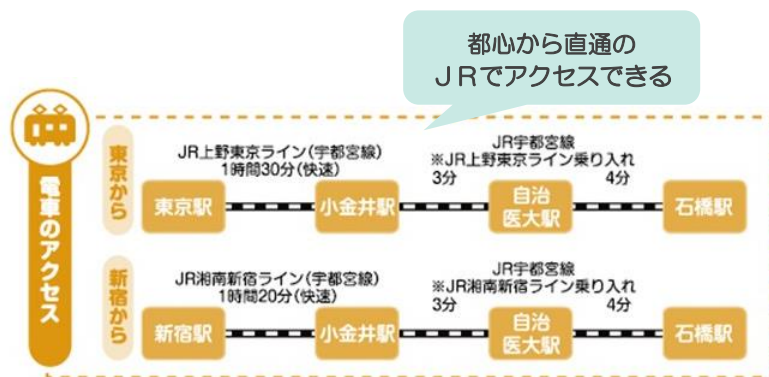 都心から直通の
ＪＲでアクセスできる
電車のアクセス
東京から
JR上野東京ライン(宇都宮線)
1時間30分(快速)
JR宇都宮線
※JR上野東京ライン乗り入れ
3分 4分
東京駅 小金井駅 自治医大駅 石橋駅
新宿から
JR湘南新宿ライン(宇都宮線)
1時間20分(快速)
JR宇都宮線
※JR湘南新宿ライン乗り入れ
3分 4分
新宿駅 小金井駅 自治医大駅 石橋駅